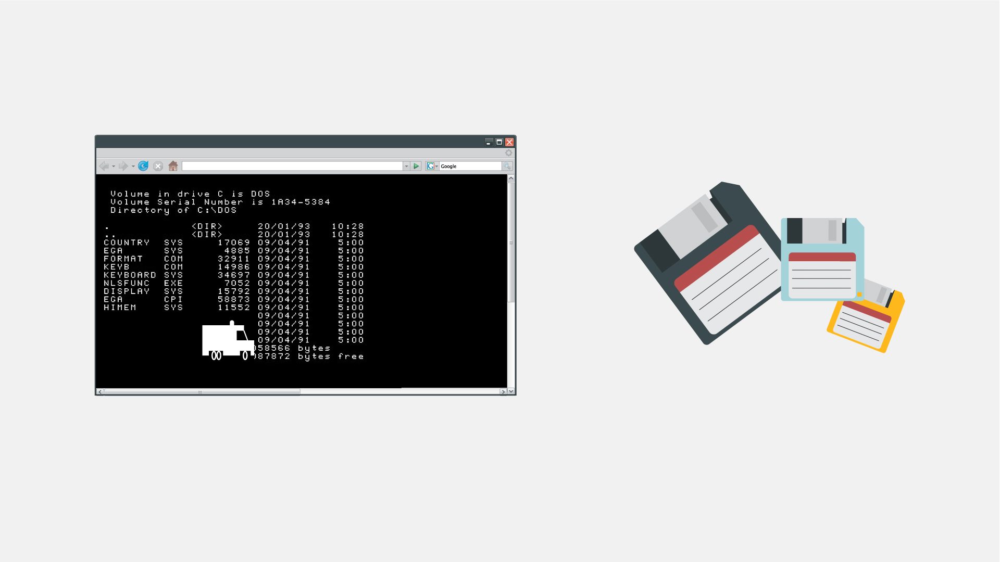 Google
Volume in drive C is DOS
Volume Serial Number is 1A34-5384
Directory of C:\DOS
. <DIR> 20/01/93 10:28
.. <DIR> 20/01/93 10:28
COUNTRY SYS 17069 09/04/91 5:00
EGA SYS 4885 09/04/91 5:00
FORMAT COM 32911 09/04/91 5:00
KEYB COM 14986 09/04/91 5:00
KEYBOARD SYS 34697 09/04/91 5:00
NLSFUNC EXE 7052 09/04/91 5:00
DISPLAY SYS 15792 09/04/91 5:00
EGA CPI 58873 09/04/91 5:00
HIMEM SYS 11552 09/04/91 5:00
09/04/91 5:00
09/04/91 5:00
09/04/91 5:00
09/04/91 5:00
58566 bytes
87872 bytes free